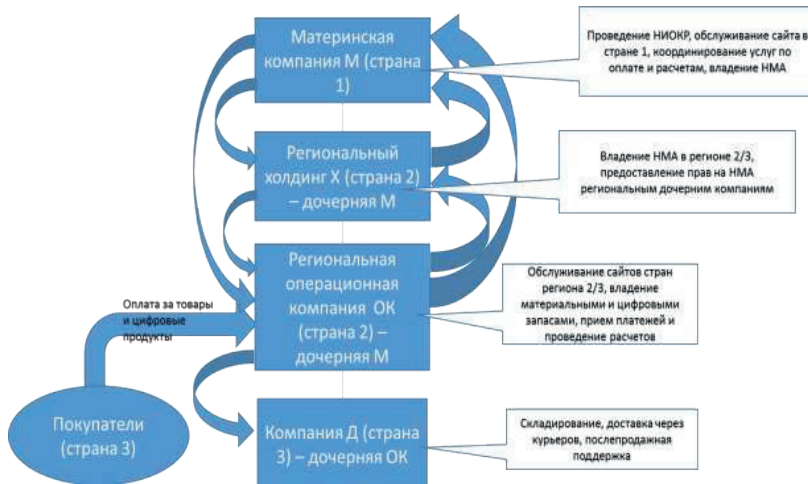 Материнская
компания М (страна
1)
Проведение НИОКР, обслуживание сайта в
стране 1, координирование услуг по
оплате и расчетам, владение НМА
Региональный
холдинг Х (страна 2)
– дочерняя М
Владение НМА в регионе 2/3,
предоставление прав на НМА
региональным дочерним компаниям
Региональная
операционная
компания ОК
(страна 2) –
дочерняя М
Обслуживание сайтов стран
региона 2/3, владение
материальными и цифровыми
запасами, прием платежей и
проведение расчетов
Оплата за товары
и цифровые
продукты
Покупатели
(страна 3)
Компания Д (страна
3) – дочерняя ОК
Складирование, доставка через
курьеров, послепродажная
поддержка